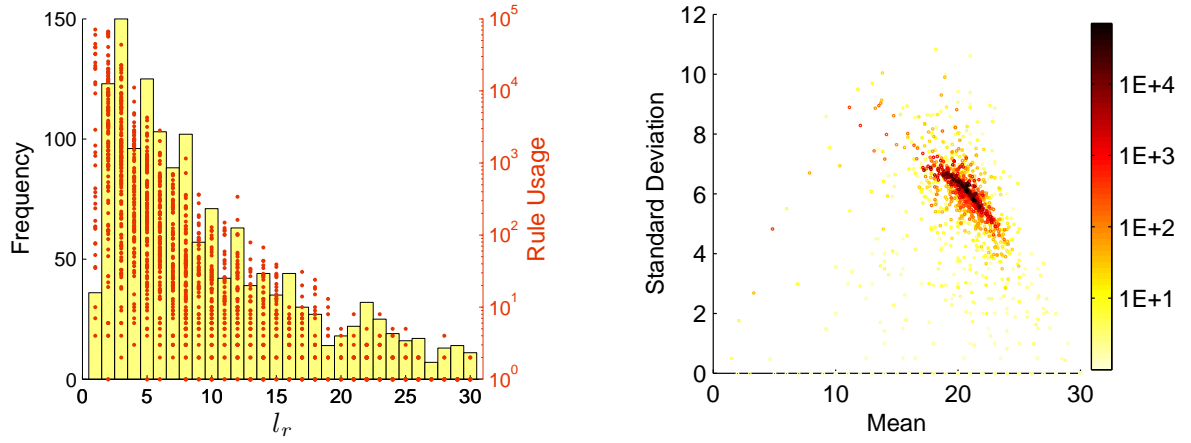 150
100
50
0
Frequency
0 5 10 15 20 25 30
l_r
10^5
10^4
10^3
10^2
10^1
10^0
Rule Usage
12
10
8
6
4
2
0
Standard Deviation
0 10 20 30
Mean
1E+4
1E+3
1E+2
1E+1